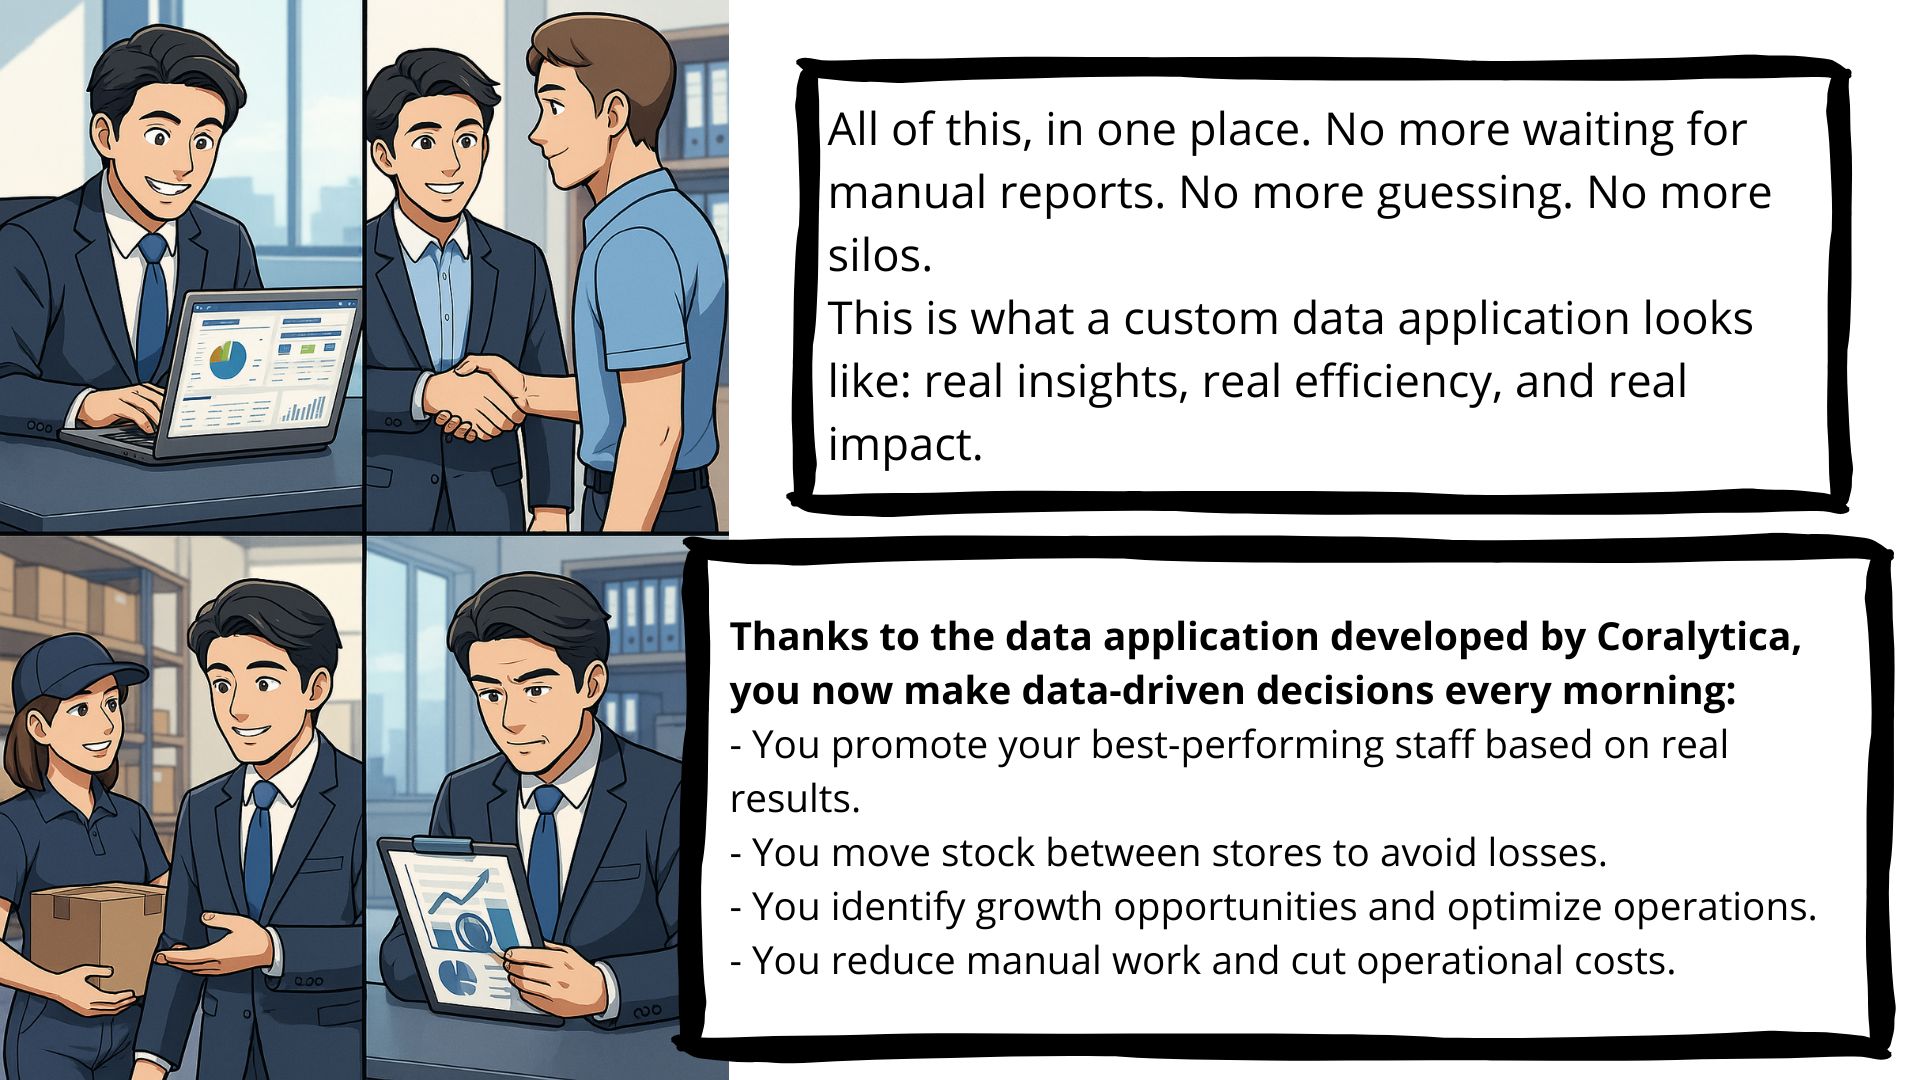 All of this, in one place. No more waiting for
manual reports. No more guessing. No more
silos.
This is what a custom data application looks
like: real insights, real efficiency, and real
impact.
Thanks to the data application developed by Coralytica,
you now make data-driven decisions every morning:
- You promote your best-performing staff based on real
results.
- You move stock between stores to avoid losses.
- You identify growth opportunities and optimize operations.
- You reduce manual work and cut operational costs.